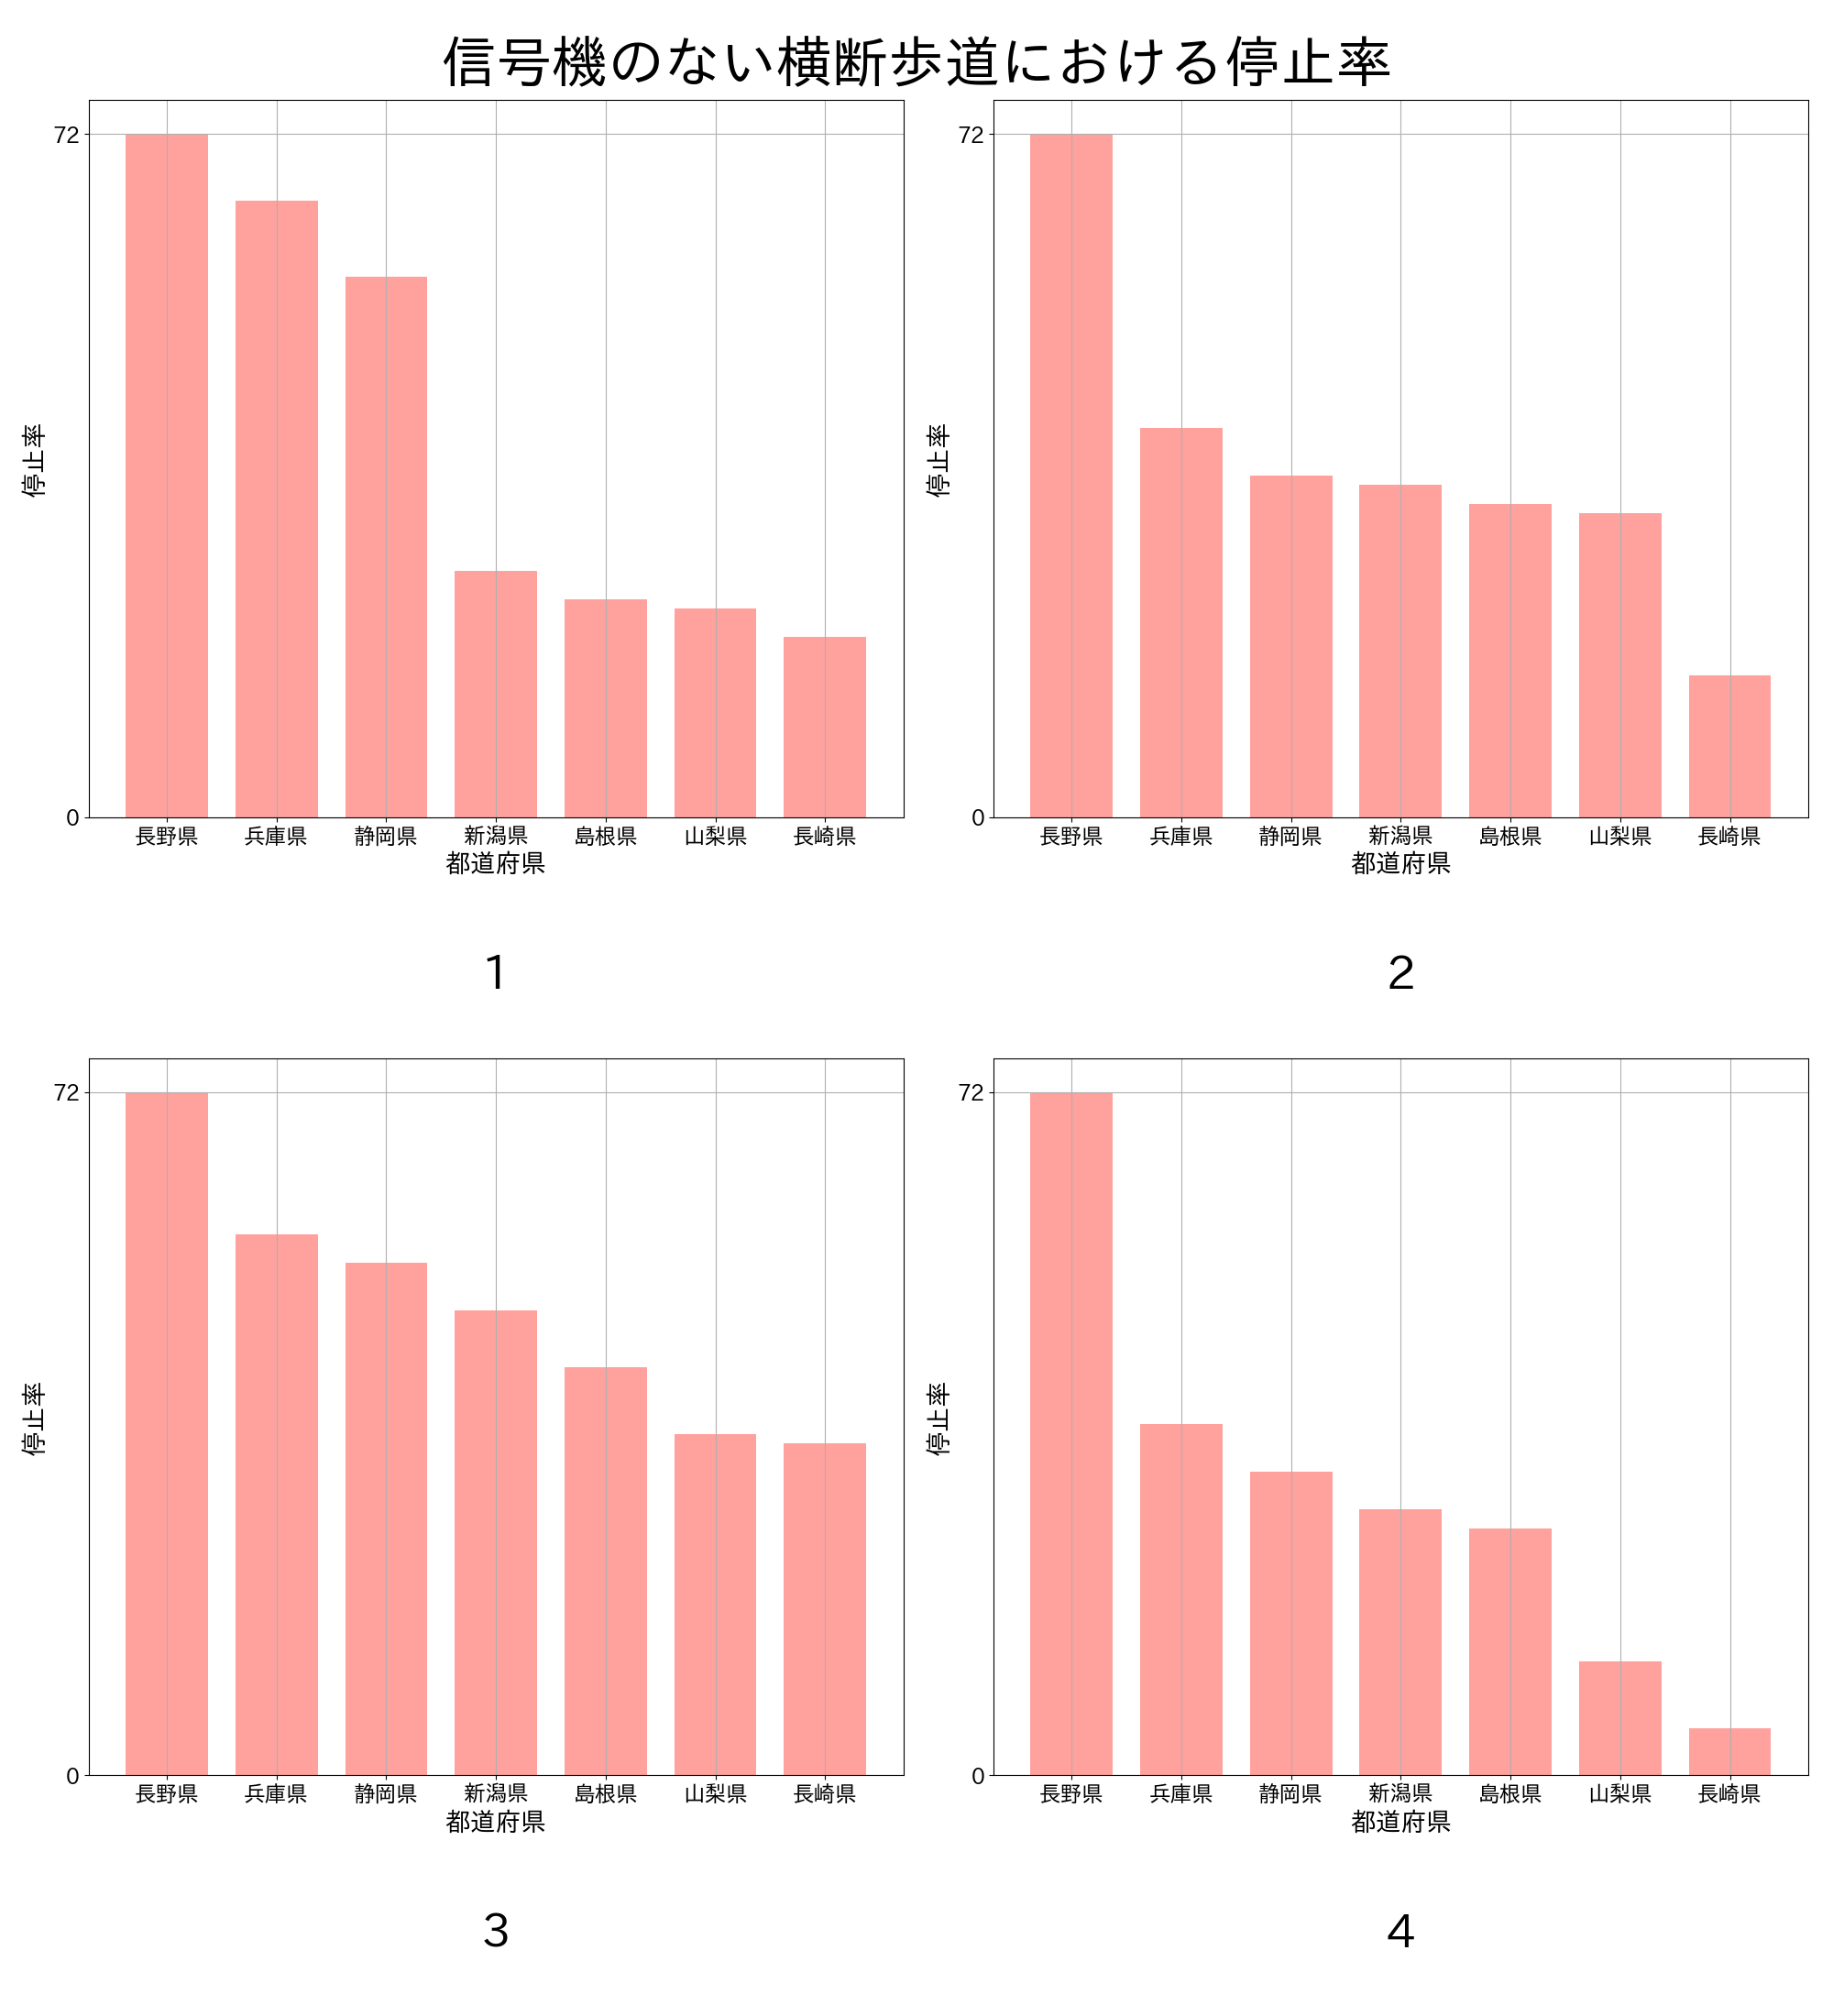 信号機のない横断歩道における停止率
72
0
停止率
長野県 兵庫県 静岡県 新潟県 島根県 山梨県 長崎県
都道府県
1
72
0
停止率
長野県 兵庫県 静岡県 新潟県 島根県 山梨県 長崎県
都道府県
2
72
0
停止率
長野県 兵庫県 静岡県 新潟県 島根県 山梨県 長崎県
都道府県
3
72
0
停止率
長野県 兵庫県 静岡県 新潟県 島根県 山梨県 長崎県
都道府県
4